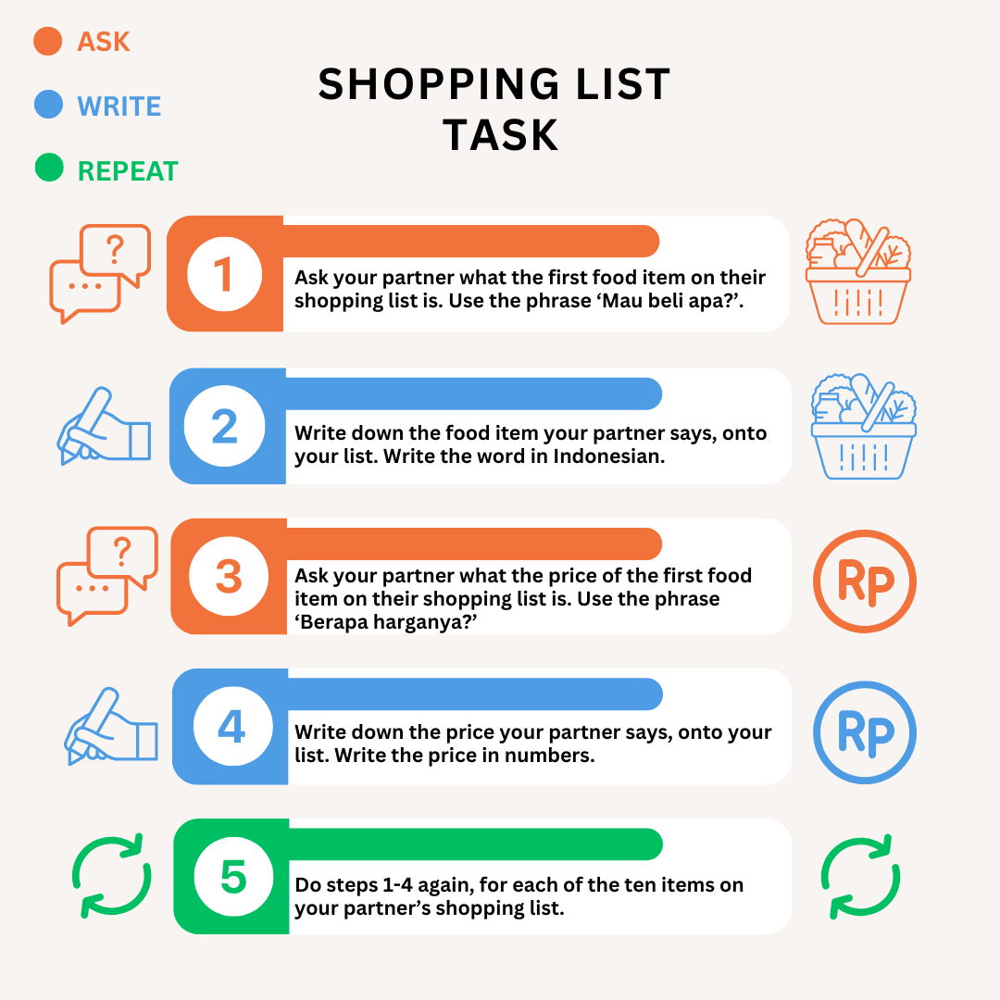 ASK
WRITE
REPEAT
SHOPPING LIST
TASK
?
1
Ask your partner what the first food item on their
shopping list is. Use the phrase ‘Mau beli apa?’.
2
Write down the food item your partner says, onto
your list. Write the word in Indonesian.
?
3
Ask your partner what the price of the first food
item on their shopping list is. Use the phrase
‘Berapa harganya?’
RP
4
Write down the price your partner says, onto your
list. Write the price in numbers.
RP
5
Do steps 1-4 again, for each of the ten items on
your partner’s shopping list.